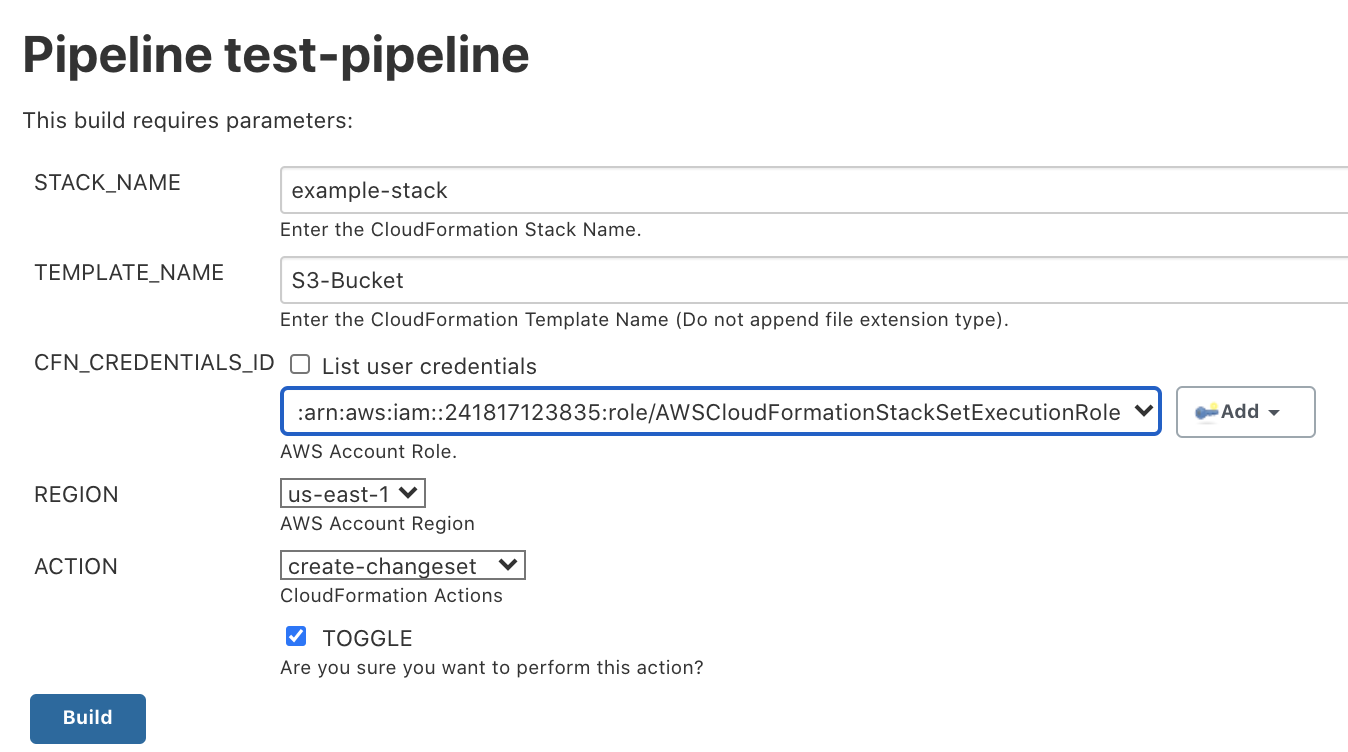 Pipeline test-pipeline
This build requires parameters:
STACK_NAME
example-stack
Enter the CloudFormation Stack Name.
TEMPLATE_NAME
S3-Bucket
Enter the CloudFormation Template Name (Do not append file extension type).
CFN_CREDENTIALS_ID
List user credentials
:arn:aws:iam::241817123835:role/AWSCloudFormationStackSetExecutionRole
Add
AWS Account Role.
REGION
us-east-1
AWS Account Region
ACTION
create-changeset
CloudFormation Actions
TOGGLE
Are you sure you want to perform this action?
Build